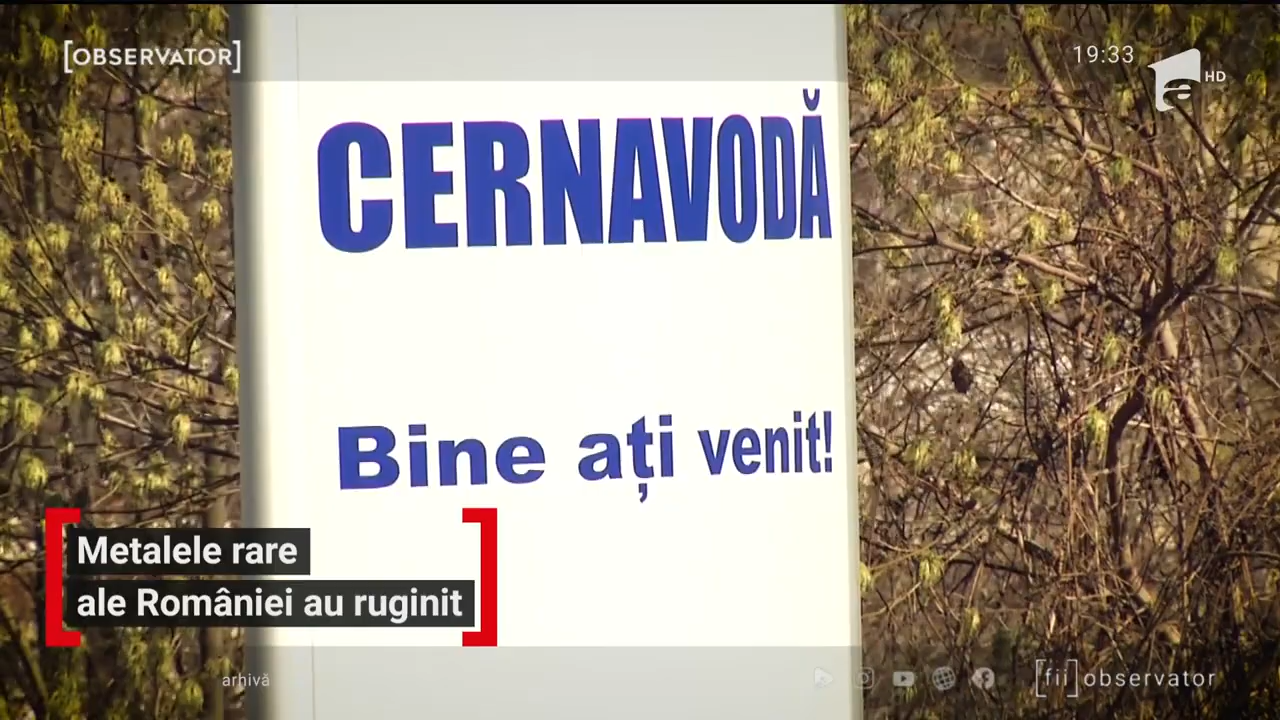 [OBSERVATOR]
19:33
HD
CERNAVODĂ
Bine ați venit!
Metalele rare
ale României au ruginit
arhivă
[fii]observator